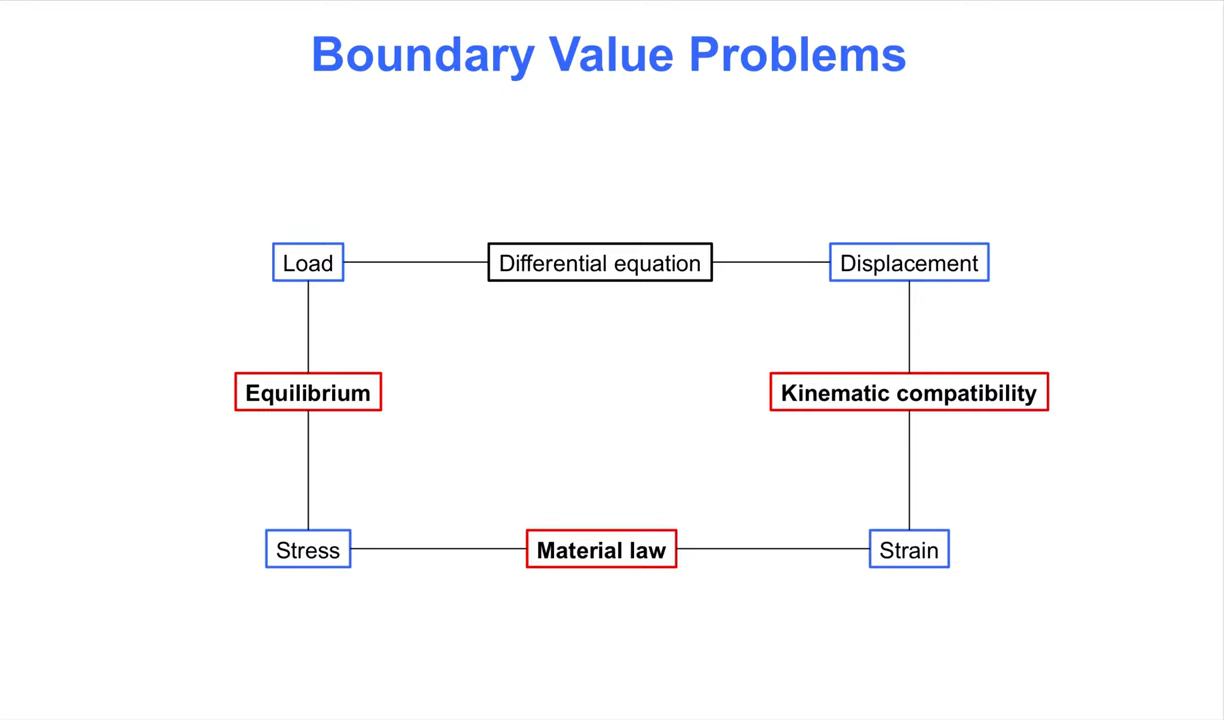 Boundary Value Problems
Load
Differential equation
Displacement
Equilibrium
Kinematic compatibility
Stress
Material law
Strain